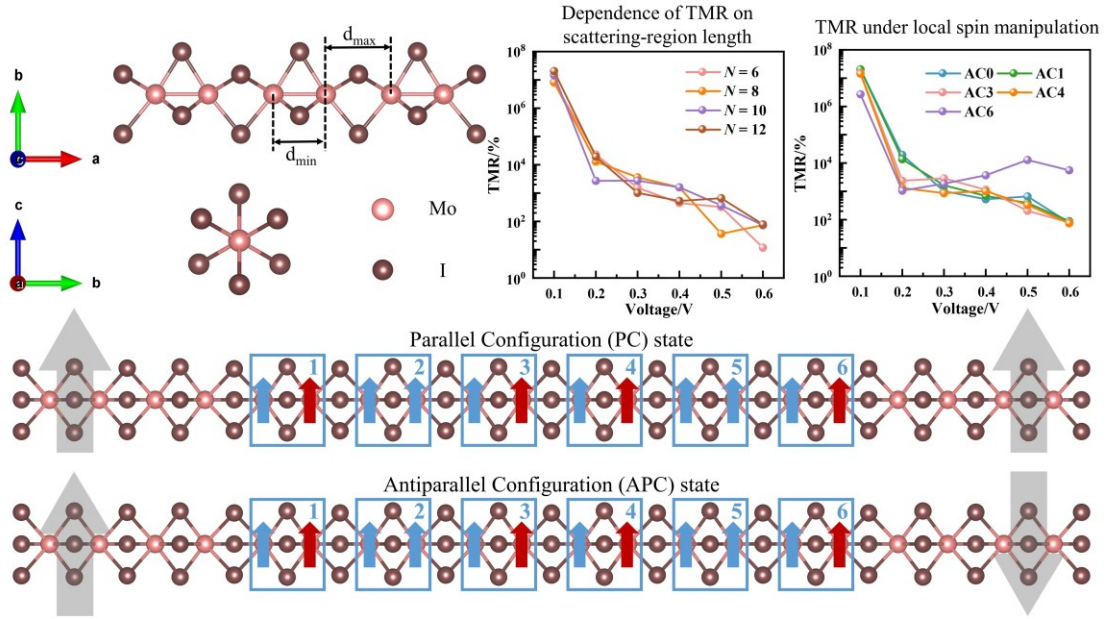 b
c
a
d_max
d_min
c
a
b
Mo
I
Dependence of TMR on
scattering-region length
TMR/%
10^8
10^6
10^4
10^2
10^0
N = 6
N = 8
N = 10
N = 12
0.1 0.2 0.3 0.4 0.5 0.6
Voltage/V
TMR under local spin manipulation
TMR/%
10^8
10^6
10^4
10^2
10^0
AC0 AC1
AC3 AC4
AC6
0.1 0.2 0.3 0.4 0.5 0.6
Voltage/V
Parallel Configuration (PC) state
1 2 3 4 5 6
Antiparallel Configuration (APC) state
1 2 3 4 5 6